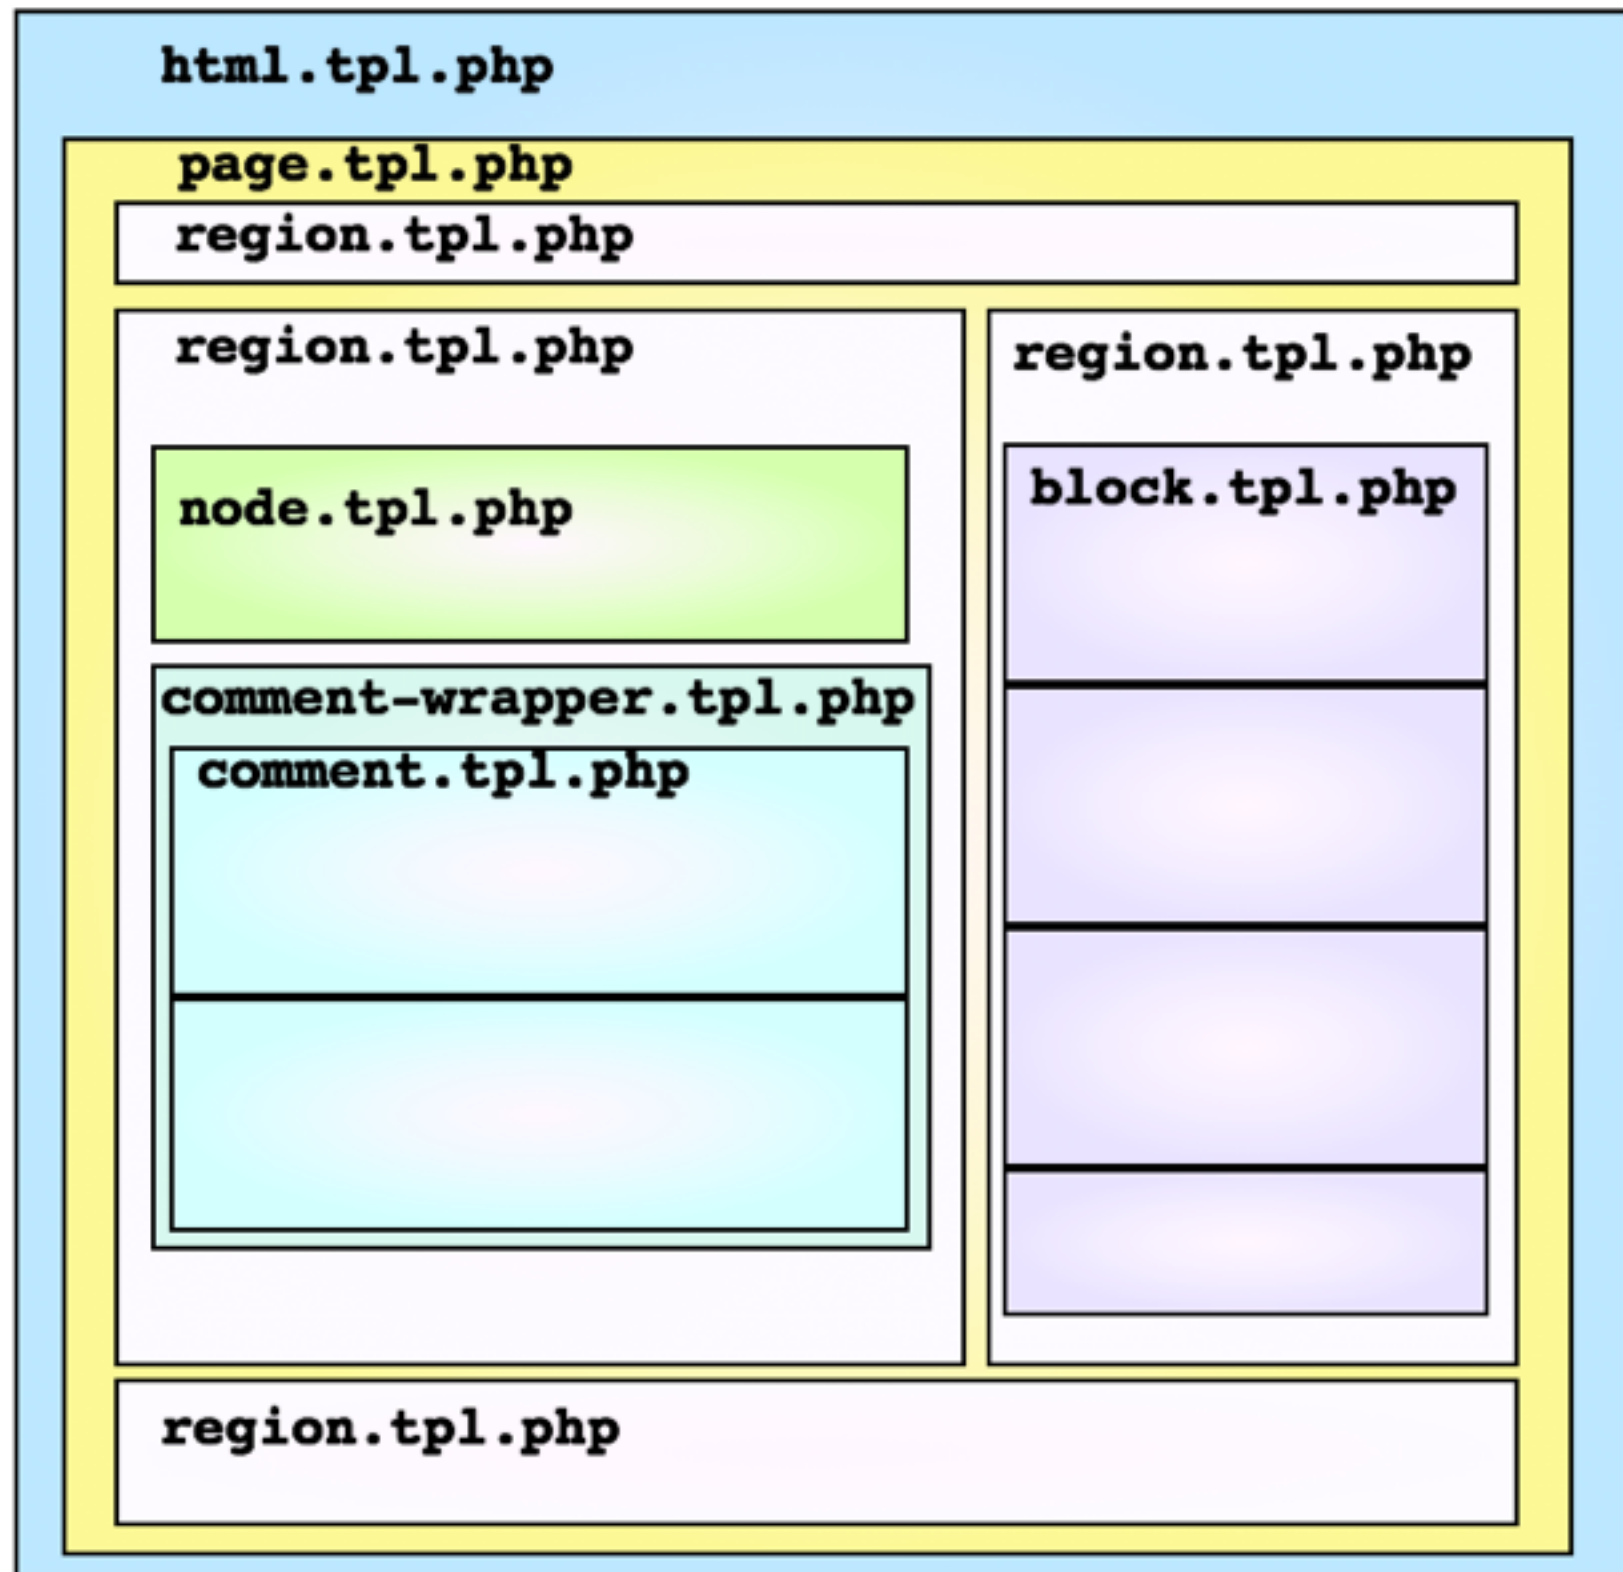 html.tpl.php
page.tpl.php
region.tpl.php
region.tpl.php
node.tpl.php
comment-wrapper.tpl.php
comment.tpl.php
region.tpl.php
block.tpl.php
region.tpl.php